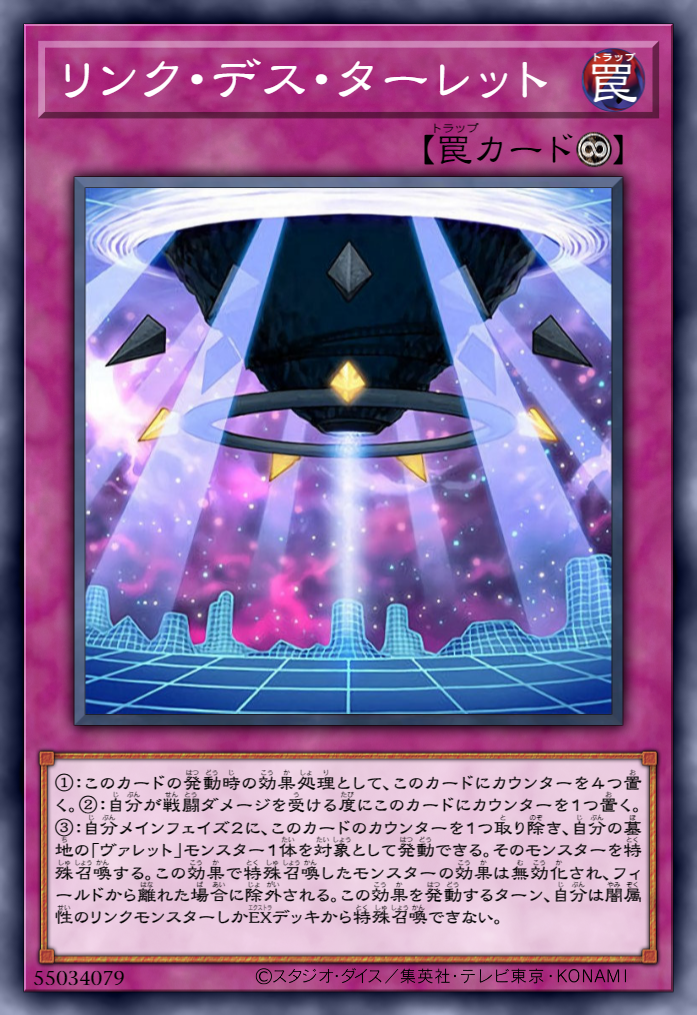 リンク・デス・ターレット
トラップ
罠
トラップ
【罠カード】
①：このカードの発動時の効果処理として、このカードにカウンターを４つ置
く。②：自分が戦闘ダメージを受ける度にこのカードにカウンターを１つ置く。
③：自分メインフェイズ２に、このカードのカウンターを１つ取り除き、自分の墓
地の「ヴァレット」モンスター１体を対象として発動できる。そのモンスターを特
殊召喚する。この効果で特殊召喚したモンスターの効果は無効化され、フィ
ールドから離れた場合に除外される。この効果を発動するターン、自分は闇属
性のリンクモンスターしかEXデッキから特殊召喚できない。
55034079
©スタジオ・ダイス／集英社・テレビ東京・KONAMI